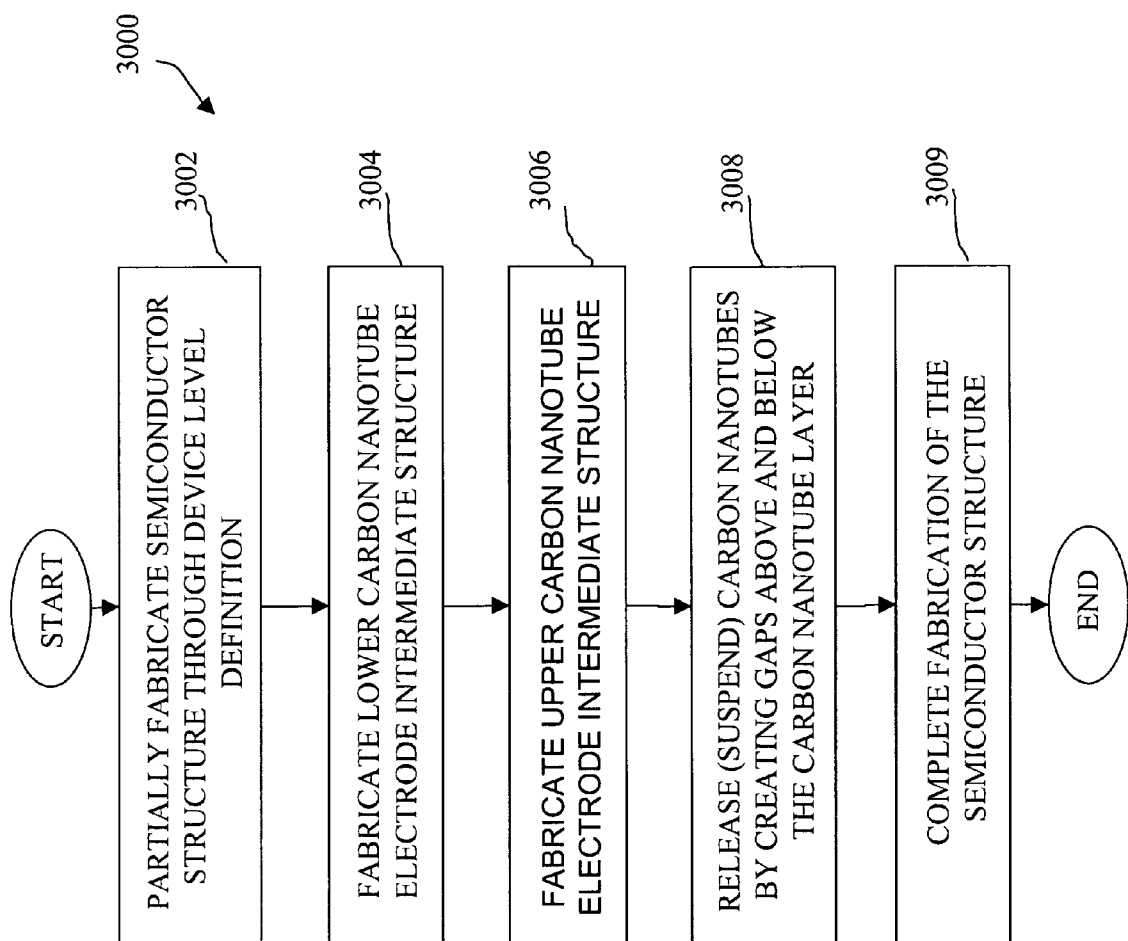 3000
START
3002
PARTIALLY FABRICATE SEMICONDUCTOR
STRUCTURE THROUGH DEVICE LEVEL
DEFINITION
3004
FABRICATE LOWER CARBON NANOTUBE
ELECTRODE INTERMEDIATE STRUCTURE
3006
FABRICATE UPPER CARBON NANOTUBE
ELECTRODE INTERMEDIATE STRUCTURE
3008
RELEASE (SUSPEND) CARBON NANOTUBES
BY CREATING GAPS ABOVE AND BELOW
THE CARBON NANOTUBE LAYER
3009
COMPLETE FABRICATION OF THE
SEMICONDUCTOR STRUCTURE
END